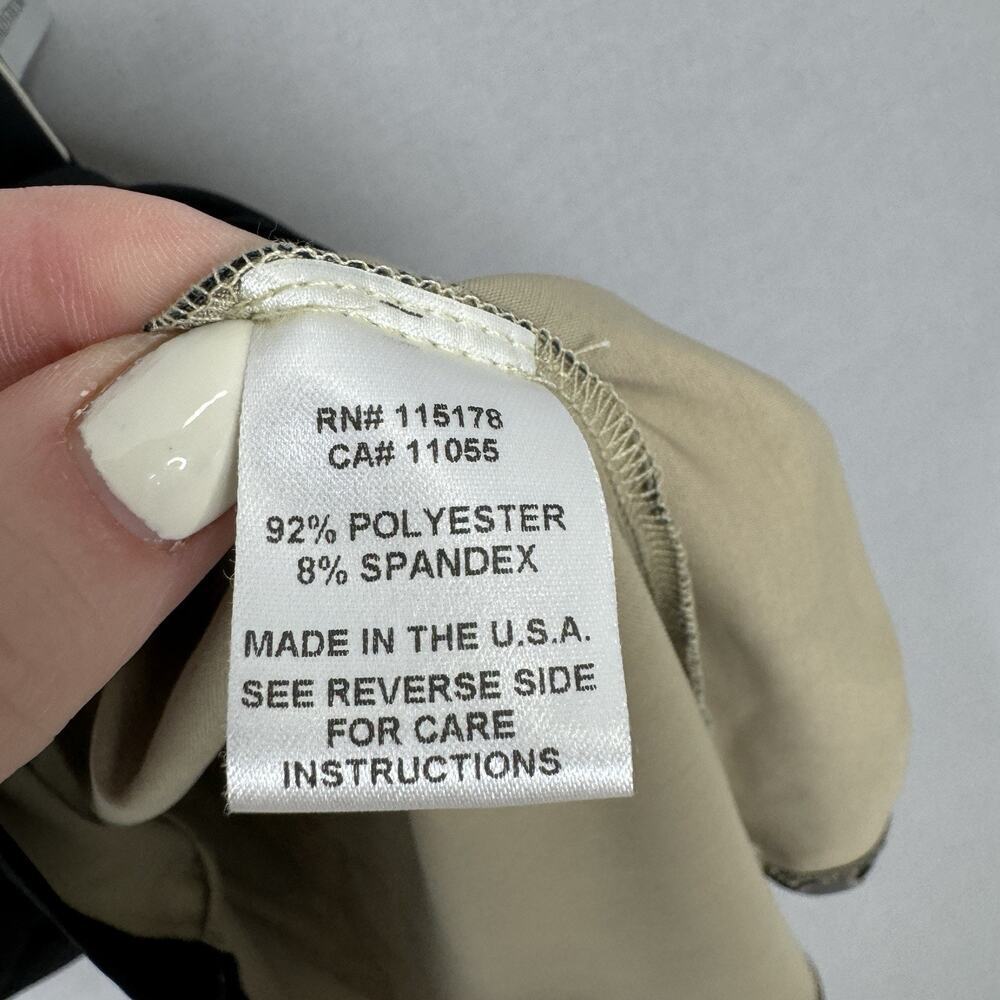 RN# 115178
CA# 11055
92% POLYESTER
8% SPANDEX
MADE IN THE U.S.A.
SEE REVERSE SIDE
FOR CARE
INSTRUCTIONS